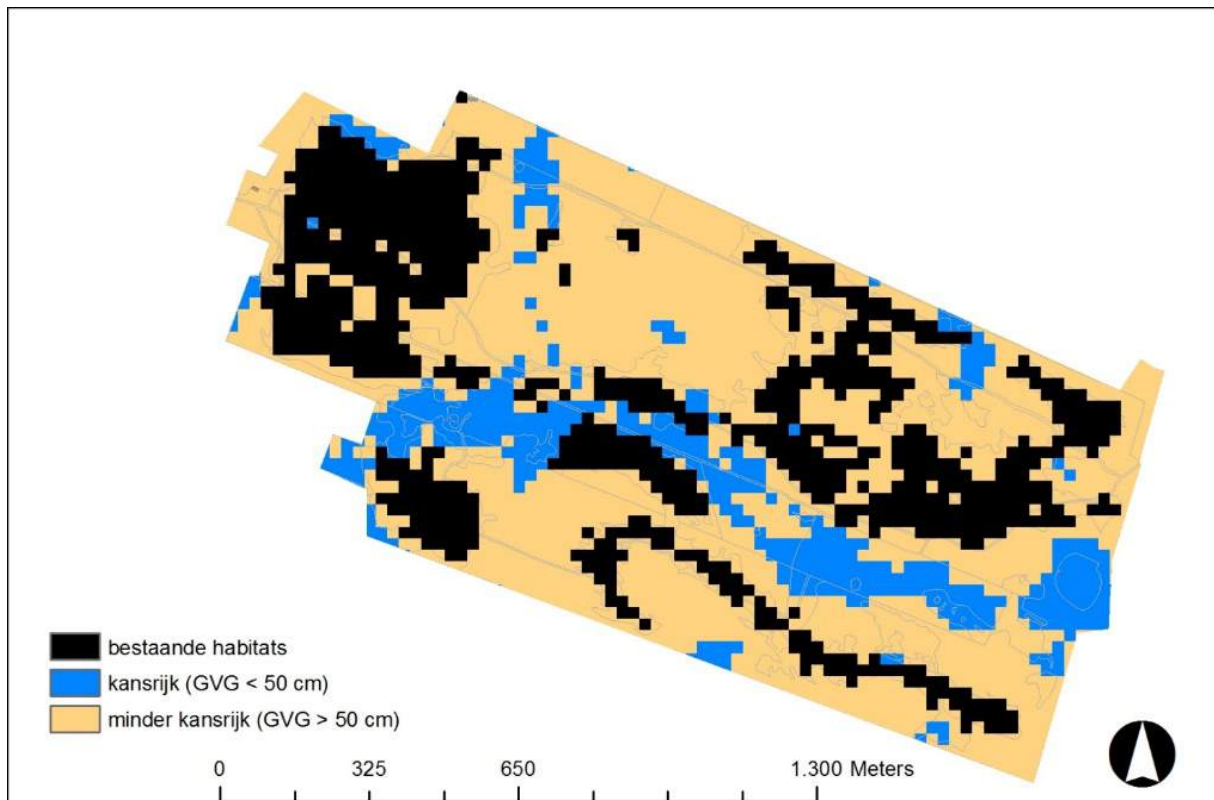 bestaande habitats
kansrijk (GVG < 50 cm)
minder kansrijk (GVG > 50 cm)
0 325 650 1.300 Meters